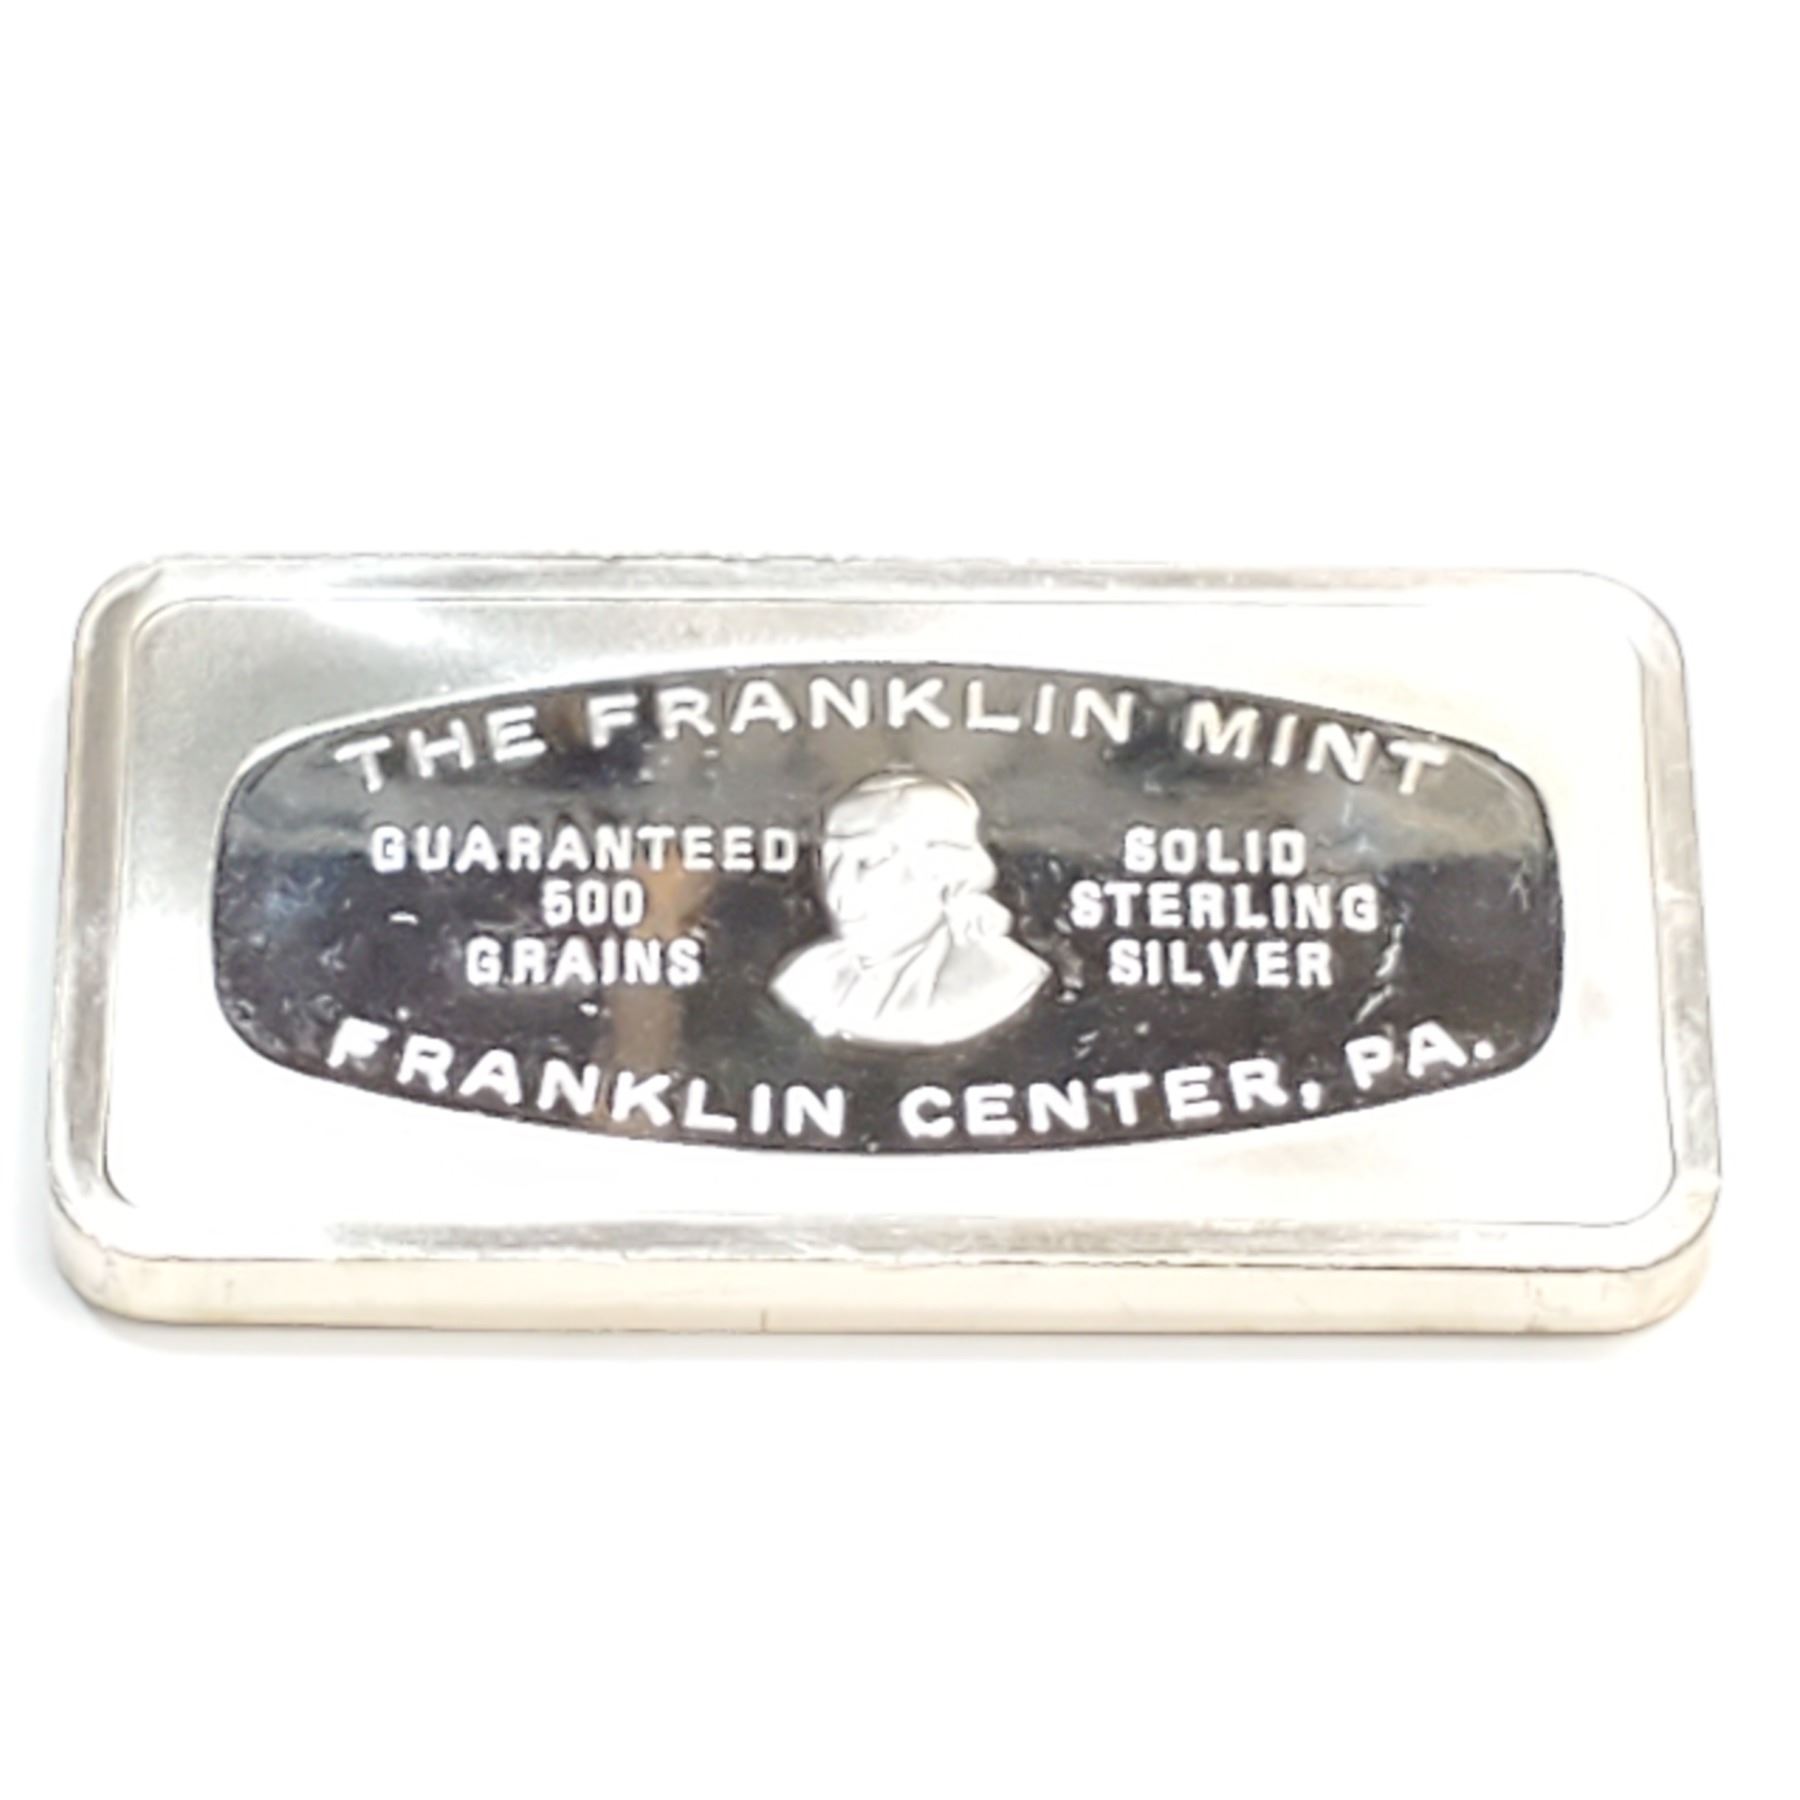 THE FRANKLIN MINT
GUARANTEED
500
GRAINS
SOLID
STERLING
SILVER
FRANKLIN CENTER, PA.